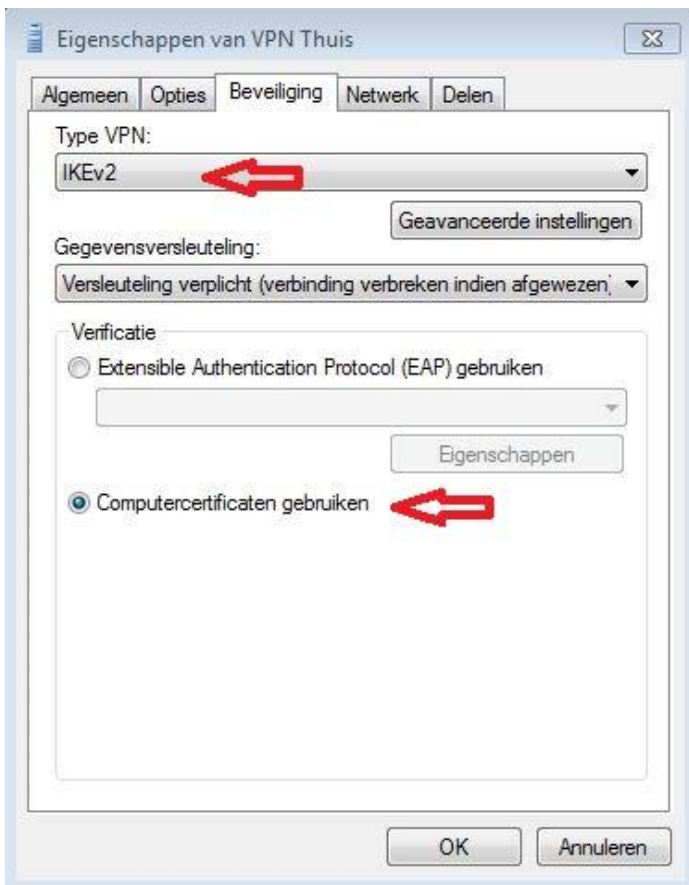 Eigenschappen van VPN Thuis
Algemeen Opties Beveiliging Netwerk Delen
Type VPN:
IKEv2
Geavanceerde instellingen
Gegevensversleuteling:
Versleuteling verplicht (verbinding verbreken indien afgewezen)
Verificatie
Extensible Authentication Protocol (EAP) gebruiken
Eigenschappen
Computercertificaten gebruiken
OK Annuleren